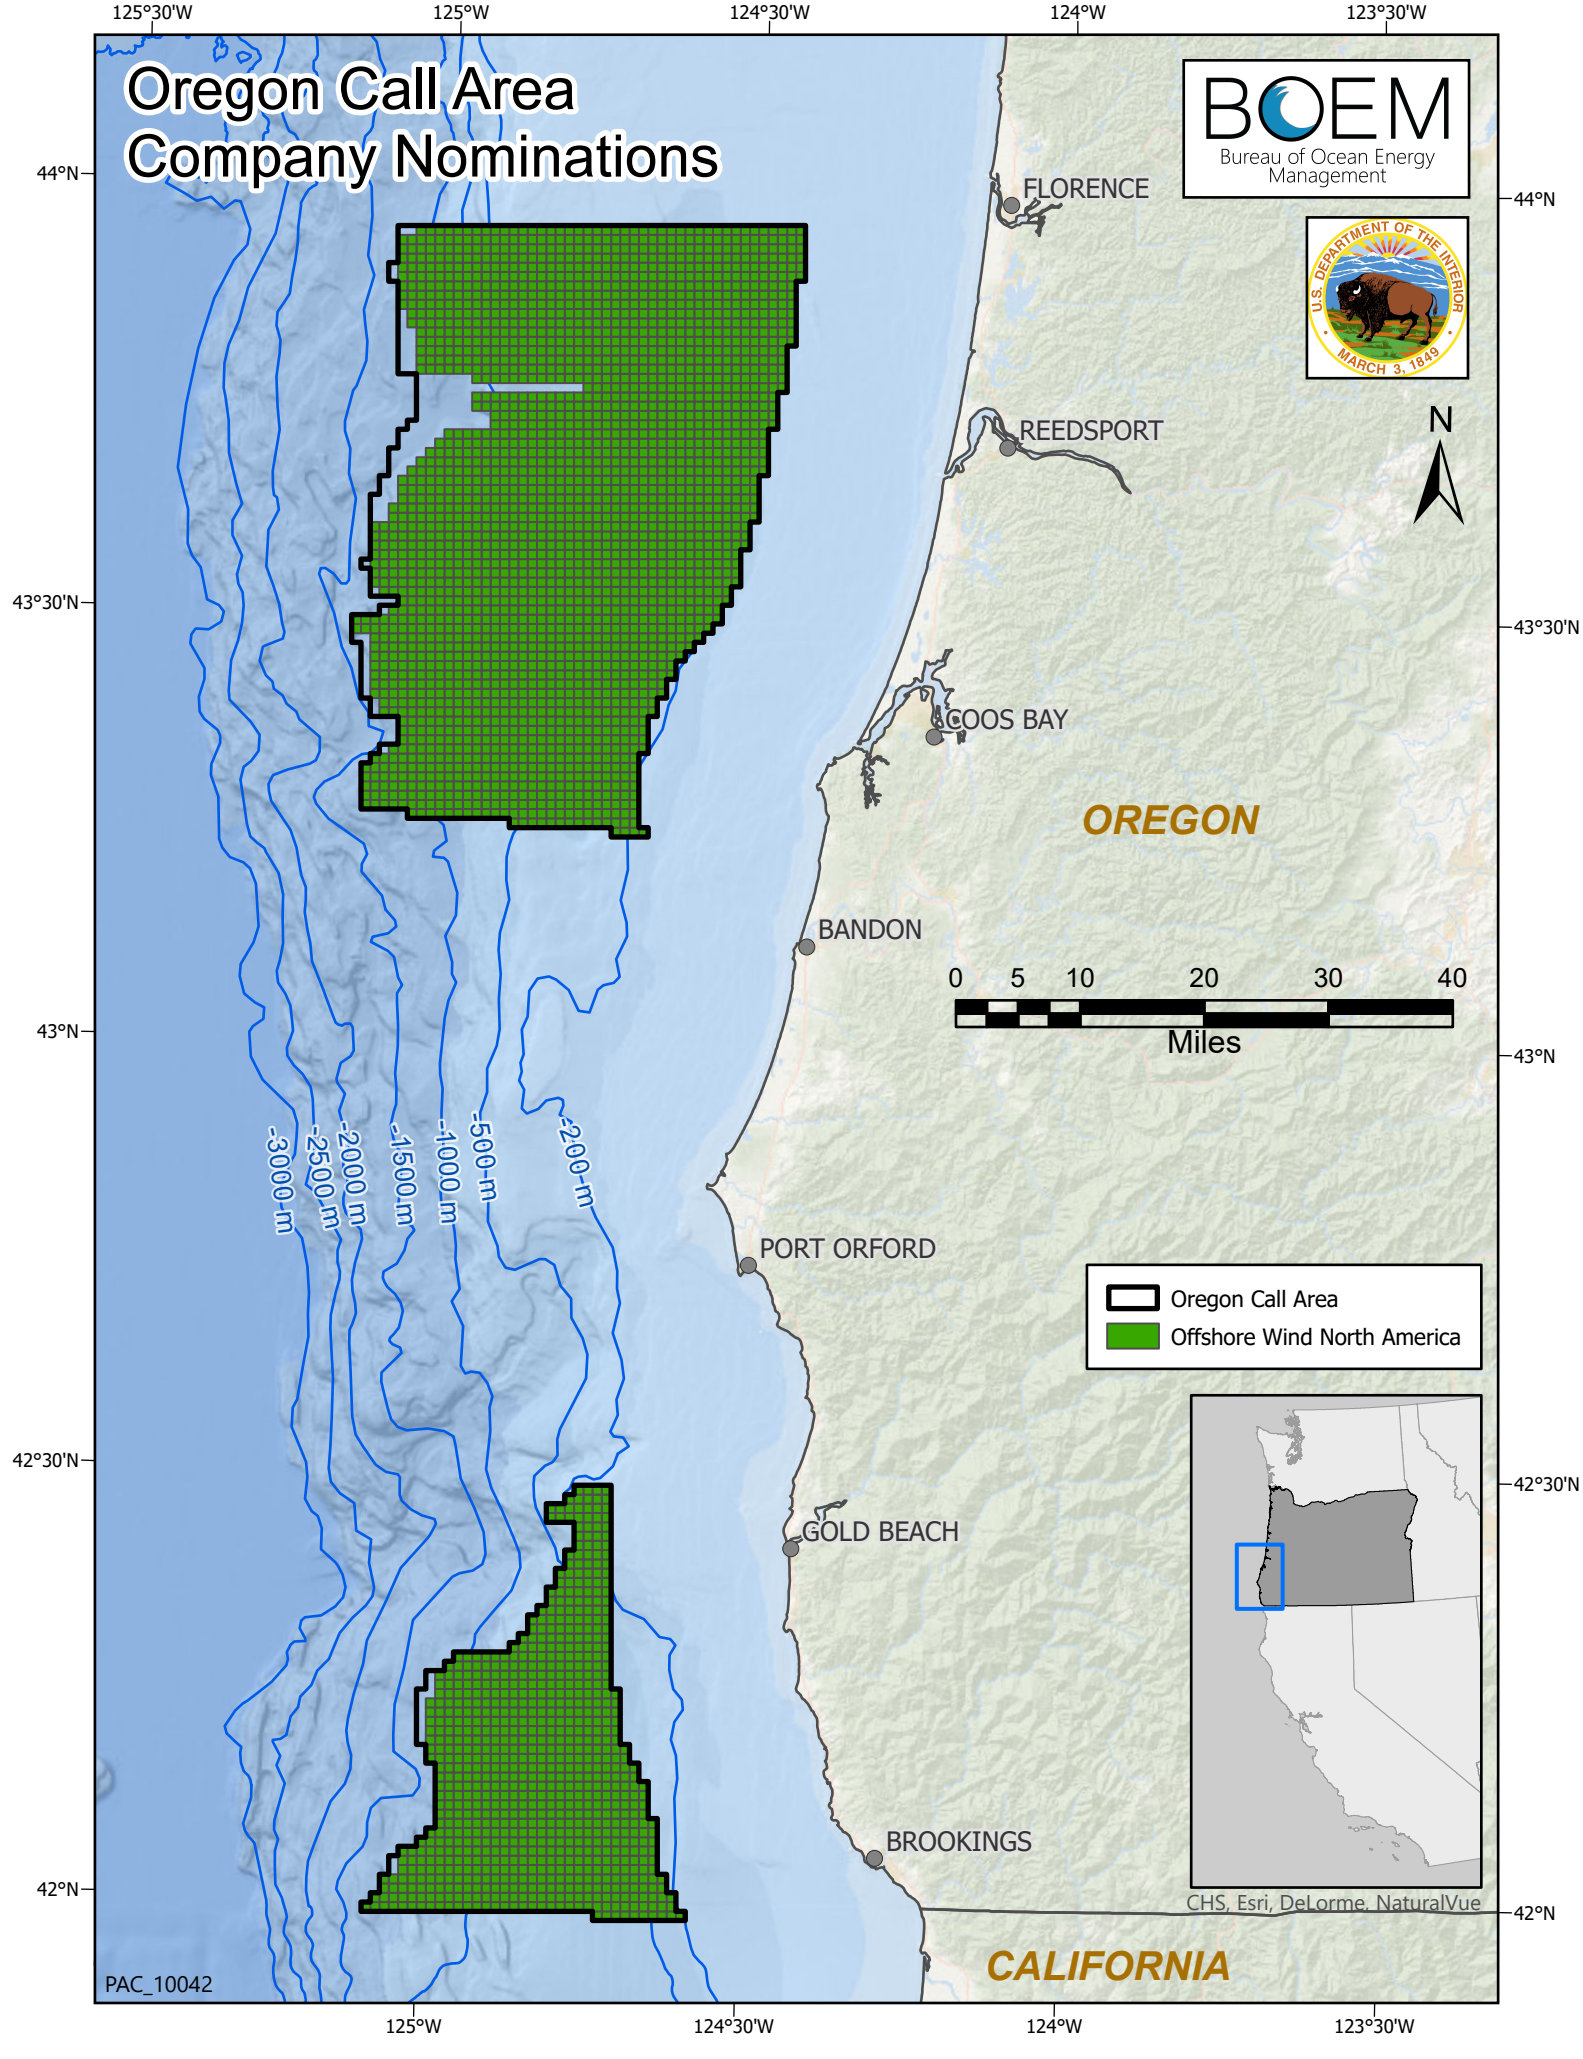 125°30'W
125°W
124°30'W
124°W
123°30'W
Oregon Call Area
Company Nominations
BOEM
Bureau of Ocean Energy
Management
U.S. DEPARTMENT OF THE INTERIOR
MARCH 3, 1849
44°N
44°N
FLORENCE
REEDSPORT
N
43°30'N
43°30'N
COOS BAY
OREGON
BANDON
0 5 10 20 30 40
Miles
43°N
43°N
-3000 m
-2500 m
-2000 m
-1500 m
-1000 m
-500 m
-200 m
PORT ORFORD
Oregon Call Area
Offshore Wind North America
42°30'N
42°30'N
GOLD BEACH
BROOKINGS
42°N
42°N
CHS, Esri, DeLorme, NaturalVue
CALIFORNIA
PAC_10042
125°W
124°30'W
124°W
123°30'W